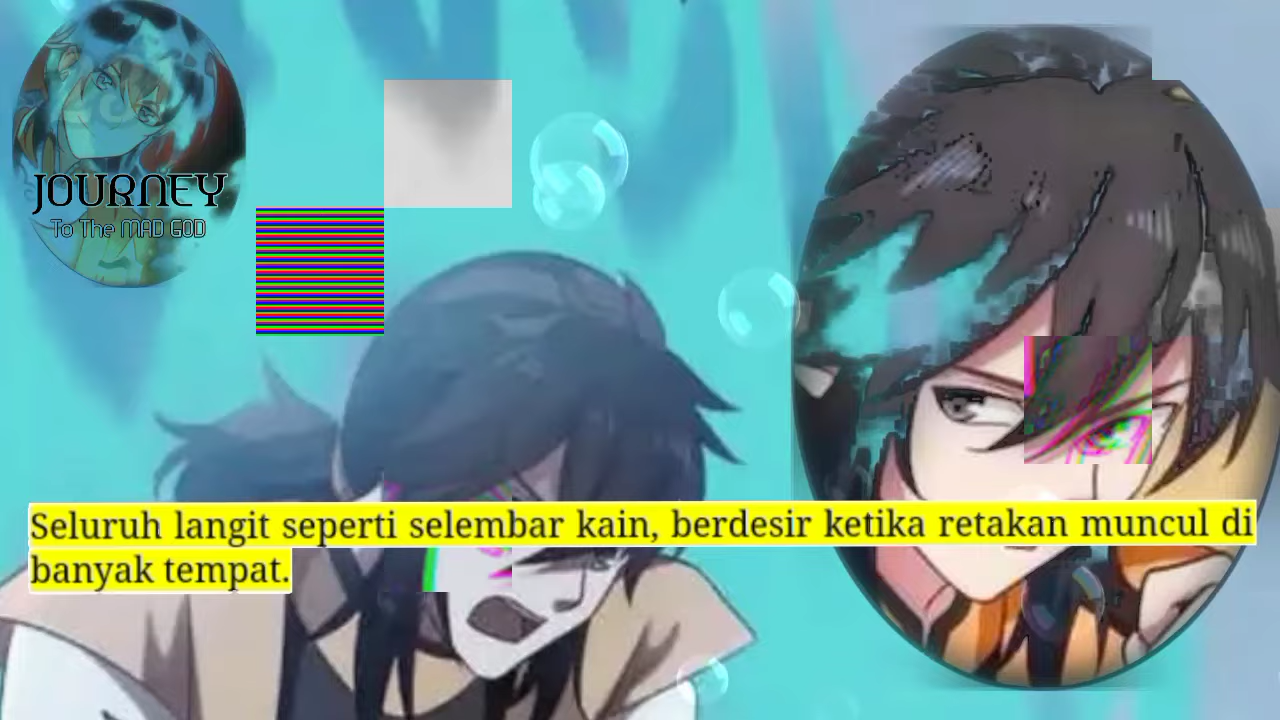 JOURNEY
To The MAD GOD
Seluruh langit seperti selembar kain, berdesir ketika retakan muncul di
banyak tempat.